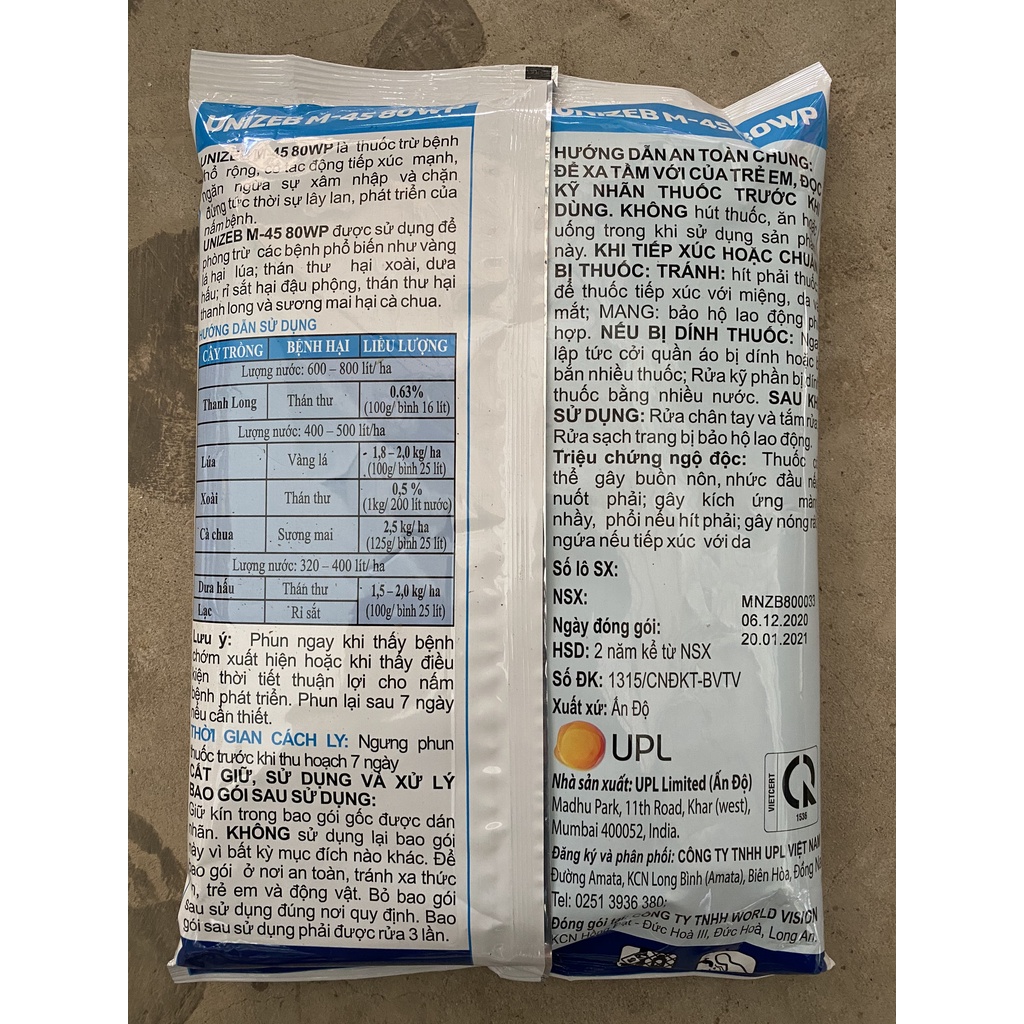 UNIZEB M-45 80WP
UNIZEB M-45 80WP là thuốc trừ bệnh
phổ rộng, có tác động tiếp xúc mạnh,
ngăn ngừa sự xâm nhập và chặn
đứng tức thời sự lây lan, phát triển của
nấm bệnh.
UNIZEB M-45 80WP được sử dụng để
phòng trừ các bệnh phổ biến như vàng
lá hại lúa; thán thư hại xoài, dưa
hấu; rỉ sắt hại đậu phộng, thán thư hại
thanh long và sương mai hại cà chua.
HƯỚNG DẪN SỬ DỤNG
CÂY TRỒNG BỆNH HẠI LIỀU LƯỢNG
Lượng nước: 600 – 800 lít/ ha
Thanh Long Thán thư 0.63%
(100g/ bình 16 lít)
Lượng nước: 400 – 500 lít/ha
Lúa Vàng lá 1,8 – 2,0 kg/ ha
(100g/ bình 25 lít)
Xoài Thán thư 0,5 %
(1kg/ 200 lít nước)
Cà chua Sương mai 2,5 kg/ ha
(125g/ bình 25 lít)
Lượng nước: 320 – 400 lít/ ha
Dưa hấu Thán thư 1,5 – 2,0 kg/ ha
Lạc Rỉ sắt (100g/ bình 25 lít)
Lưu ý: Phun ngay khi thấy bệnh
chớm xuất hiện hoặc khi thấy điều
kiện thời tiết thuận lợi cho nấm
bệnh phát triển. Phun lại sau 7 ngày
nếu cần thiết.
THỜI GIAN CÁCH LY: Ngưng phun
thuốc trước khi thu hoạch 7 ngày
CẤT GIỮ, SỬ DỤNG VÀ XỬ LÝ
BAO GÓI SAU SỬ DỤNG:
Giữ kín trong bao gói gốc được dán
nhãn. KHÔNG sử dụng lại bao gói
này vì bất kỳ mục đích nào khác. Để
bao gói ở nơi an toàn, tránh xa thức
ăn, trẻ em và động vật. Bỏ bao gói
sau sử dụng đúng nơi quy định. Bao
gói sau sử dụng phải được rửa 3 lần.
UNIZEB M-45 80WP
HƯỚNG DẪN AN TOÀN CHUNG:
ĐỂ XA TẦM VỚI CỦA TRẺ EM, ĐỌC
KỸ NHÃN THUỐC TRƯỚC KHI
DÙNG. KHÔNG hút thuốc, ăn hoặc
uống trong khi sử dụng sản phẩm
này. KHI TIẾP XÚC HOẶC CHUẨN
BỊ THUỐC: TRÁNH: hít phải thuốc,
để thuốc tiếp xúc với miệng, da và
mắt; MANG: bảo hộ lao động phù
hợp. NẾU BỊ DÍNH THUỐC: Ngay
lập tức cởi quần áo bị dính hoặc bị
bắn nhiều thuốc; Rửa kỹ phần bị dính
thuốc bằng nhiều nước. SAU KHI
SỬ DỤNG: Rửa chân tay và tắm rửa.
Rửa sạch trang bị bảo hộ lao động.
Triệu chứng ngộ độc: Thuốc có
thể gây buồn nôn, nhức đầu nếu
nuốt phải; gây kích ứng màng
nhầy, phổi nếu hít phải; gây nóng rát
ngứa nếu tiếp xúc với da
Số lô SX:
NSX: MNZB800033
Ngày đóng gói: 06.12.2020
HSD: 2 năm kể từ NSX 20.01.2021
Số ĐK: 1315/CNĐKT-BVTV
Xuất xứ: Ấn Độ
UPL
Nhà sản xuất: UPL Limited (Ấn Độ)
Madhu Park, 11th Road, Khar (west),
Mumbai 400052, India.
VIETCERT
1536
Đăng ký và phân phối: CÔNG TY TNHH UPL VIỆT NAM
Đường Amata, KCN Long Bình (Amata), Biên Hòa, Đồng Nai
Tel: 0251 3936 380;
Đóng gói CÔNG TY TNHH WORLD VISION
KCN - Đức Hoà III, Đức Hoà, Long An.